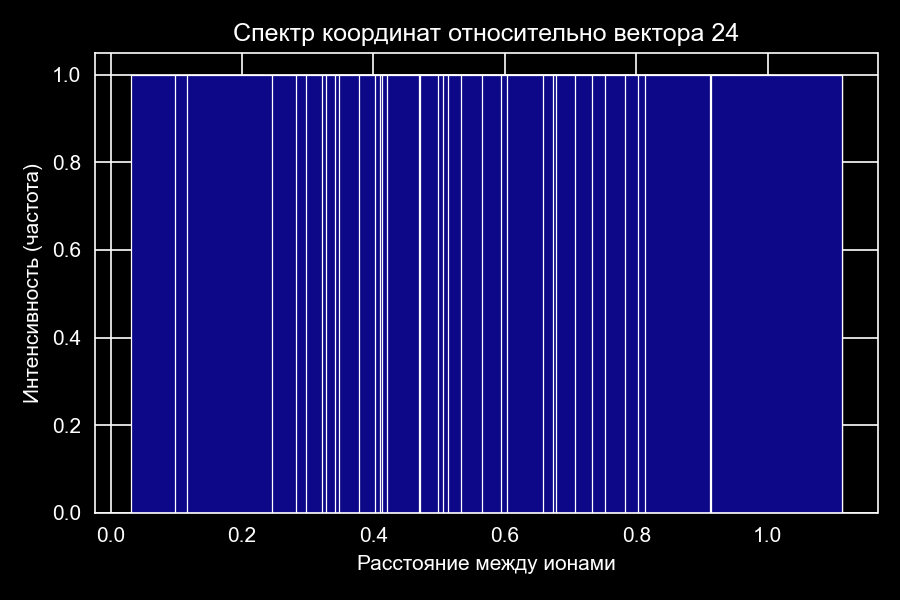 Спектр координат относительно вектора 24
1.0
0.8
0.6
0.4
0.2
0.0
Интенсивность (частота)
0.0 0.2 0.4 0.6 0.8 1.0
Расстояние между ионами